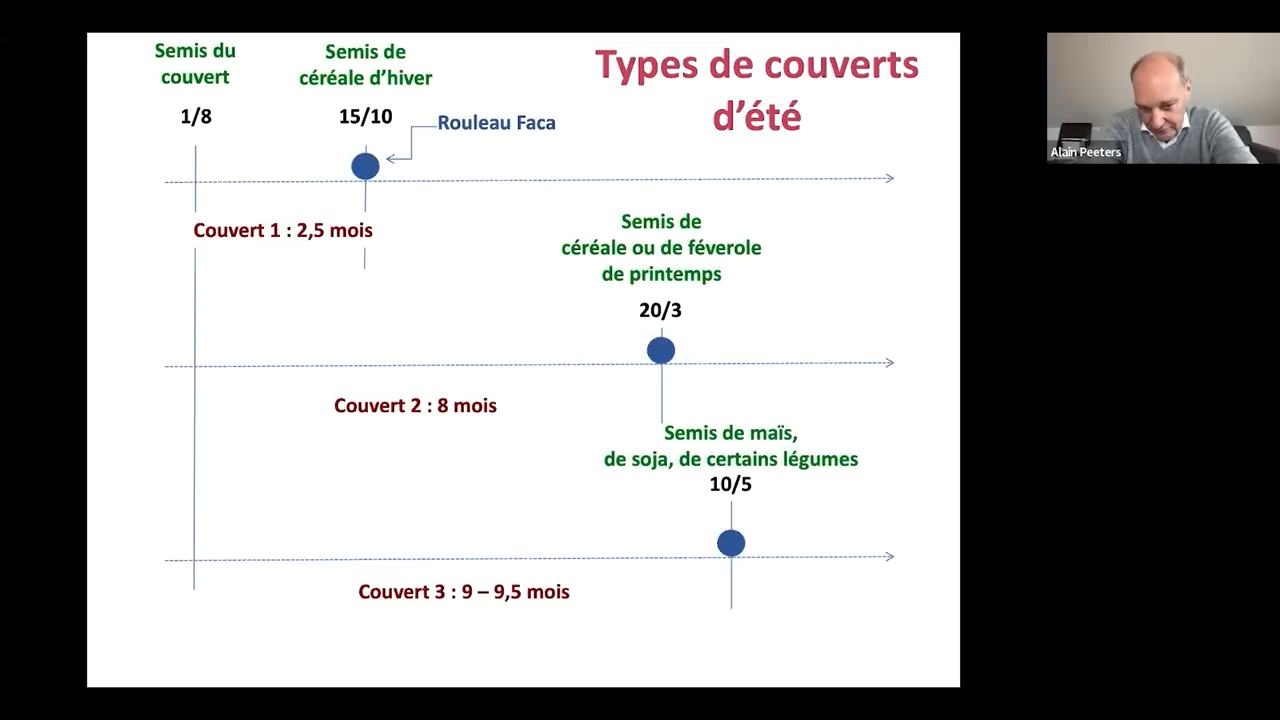 Types de couverts
d’été
Semis du
couvert
1/8
Semis de
céréale d’hiver
15/10
Rouleau Faca
Couvert 1 : 2,5 mois
Semis de
céréale ou de féverole
de printemps
20/3
Couvert 2 : 8 mois
Semis de maïs,
de soja, de certains légumes
10/5
Couvert 3 : 9 – 9,5 mois
Alain Peeters